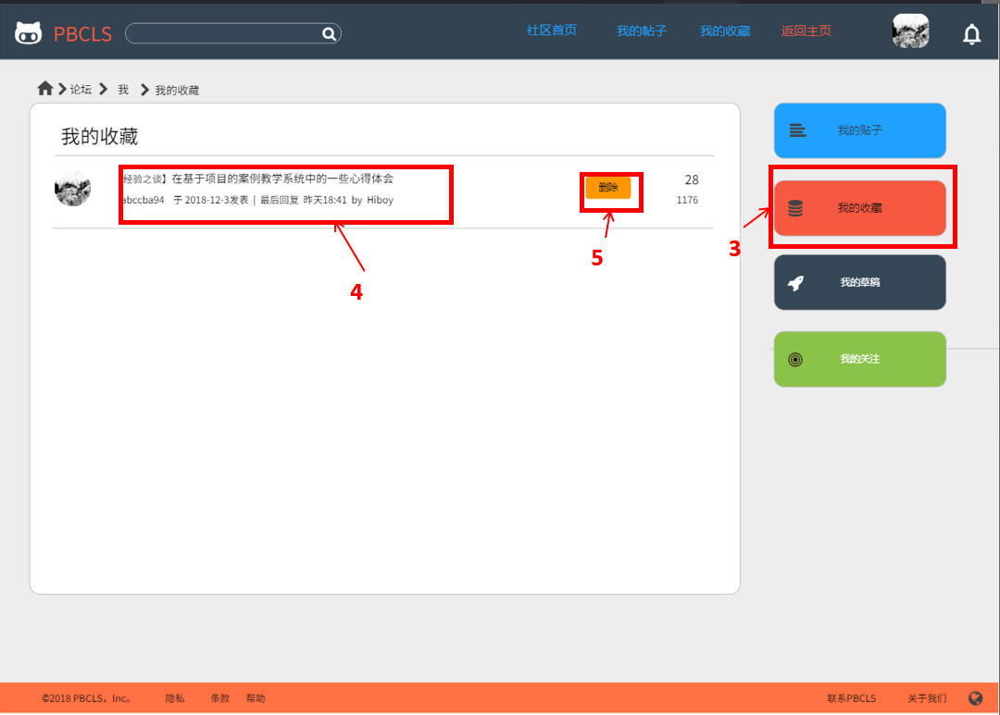 PBCLS
社区首页 我的帖子 我的收藏 返回主页
论坛 我 我的收藏
我的收藏
经验之谈】在基于项目的案例教学系统中的一些心得体会
abccba94 于2018-12-3发表 | 最后回复 昨天18:41 by Hiboy
删除
28
1176
4
5
3
我的贴子
我的收藏
我的草稿
我的关注
©2018 PBCLS，Inc。 隐私 条款 帮助 联系PBCLS 关于我们